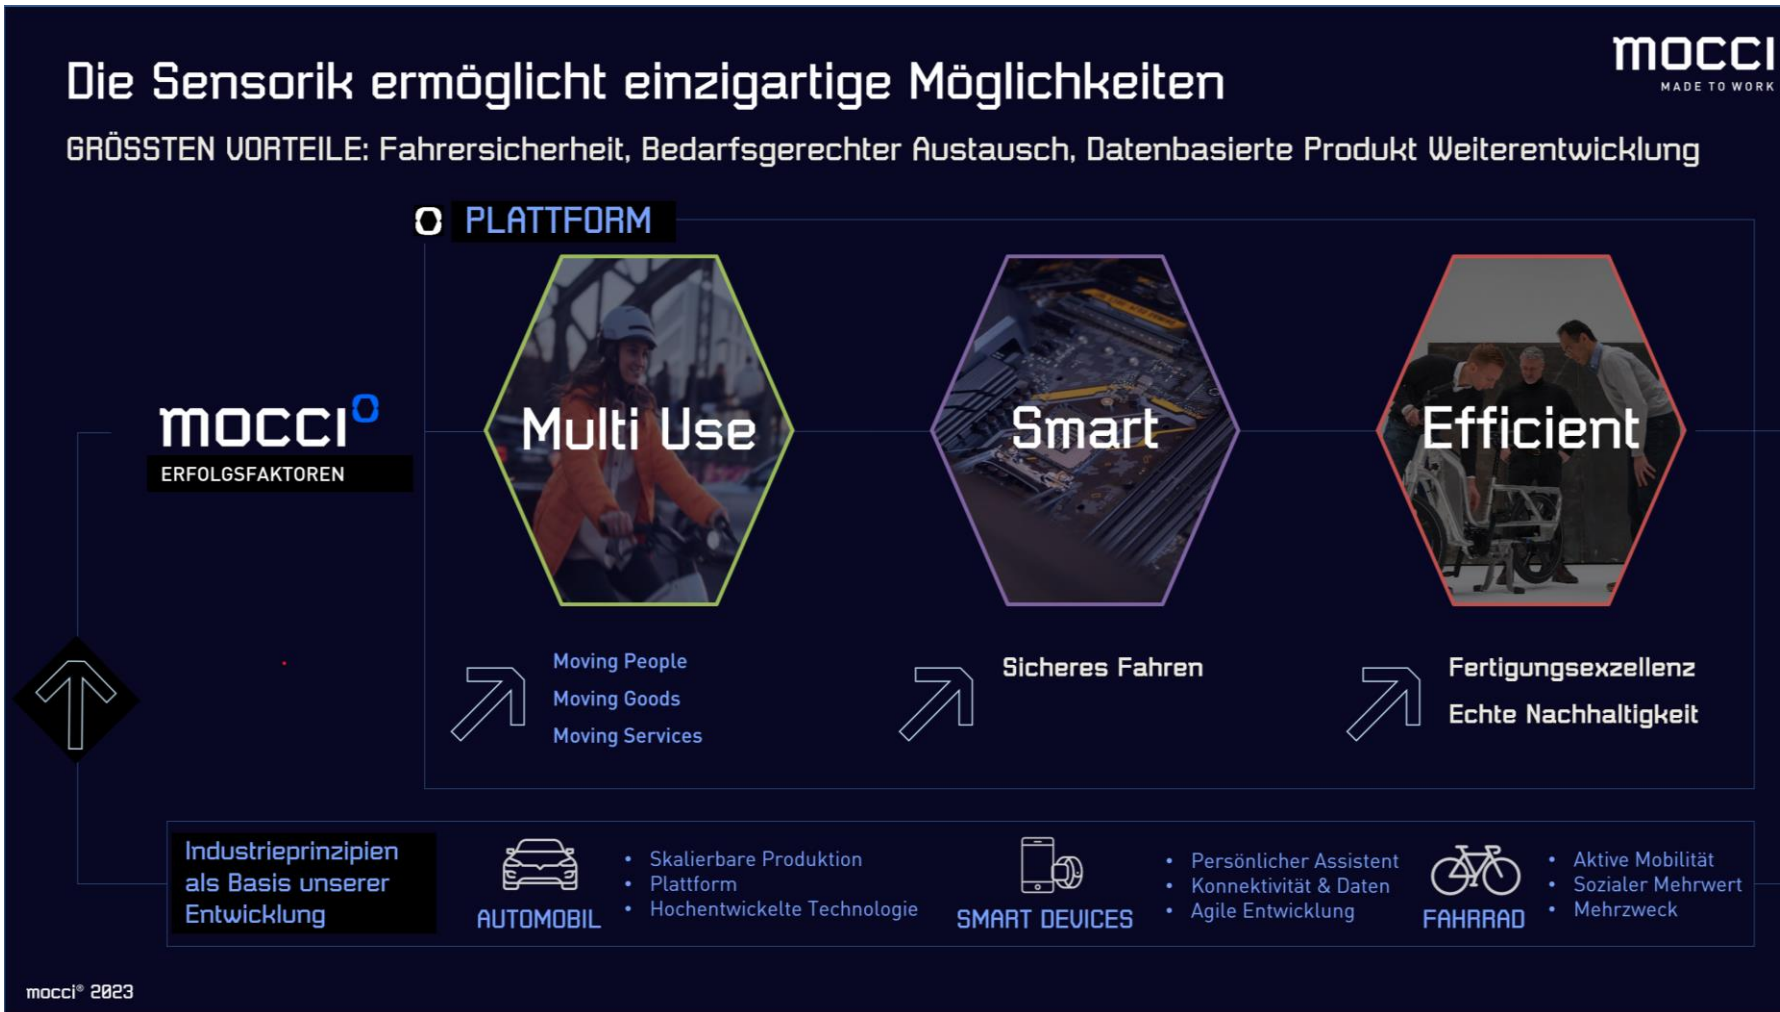 mocci
MADE TO WORK
Die Sensorik ermöglicht einzigartige Möglichkeiten
GRÖSSTEN VORTEILE: Fahrersicherheit, Bedarfsgerechter Austausch, Datenbasierte Produkt Weiterentwicklung
PLATTFORM
mocci
ERFOLGSFAKTOREN
Multi Use
Smart
Efficient
Moving People
Moving Goods
Moving Services
Sicheres Fahren
Fertigungsexzellenz
Echte Nachhaltigkeit
Industrieprinzipien
als Basis unserer
Entwicklung
AUTOMOBIL
• Skalierbare Produktion
• Plattform
• Hochentwickelte Technologie
SMART DEVICES
• Persönlicher Assistent
• Konnektivität & Daten
• Agile Entwicklung
FAHRRAD
• Aktive Mobilität
• Sozialer Mehrwert
• Mehrzweck
mocci® 2023